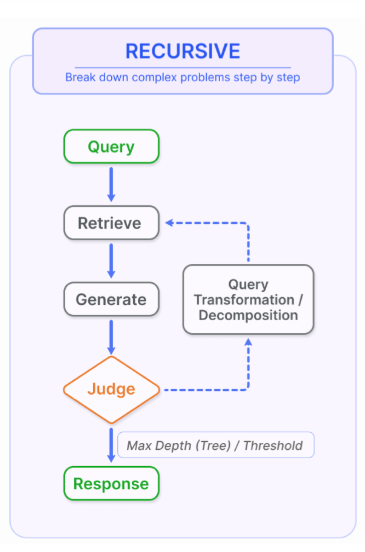 RECURSIVE
Break down complex problems step by step
Query
Retrieve
Generate
Query
Transformation /
Decomposition
Judge
Max Depth (Tree) / Threshold
Response